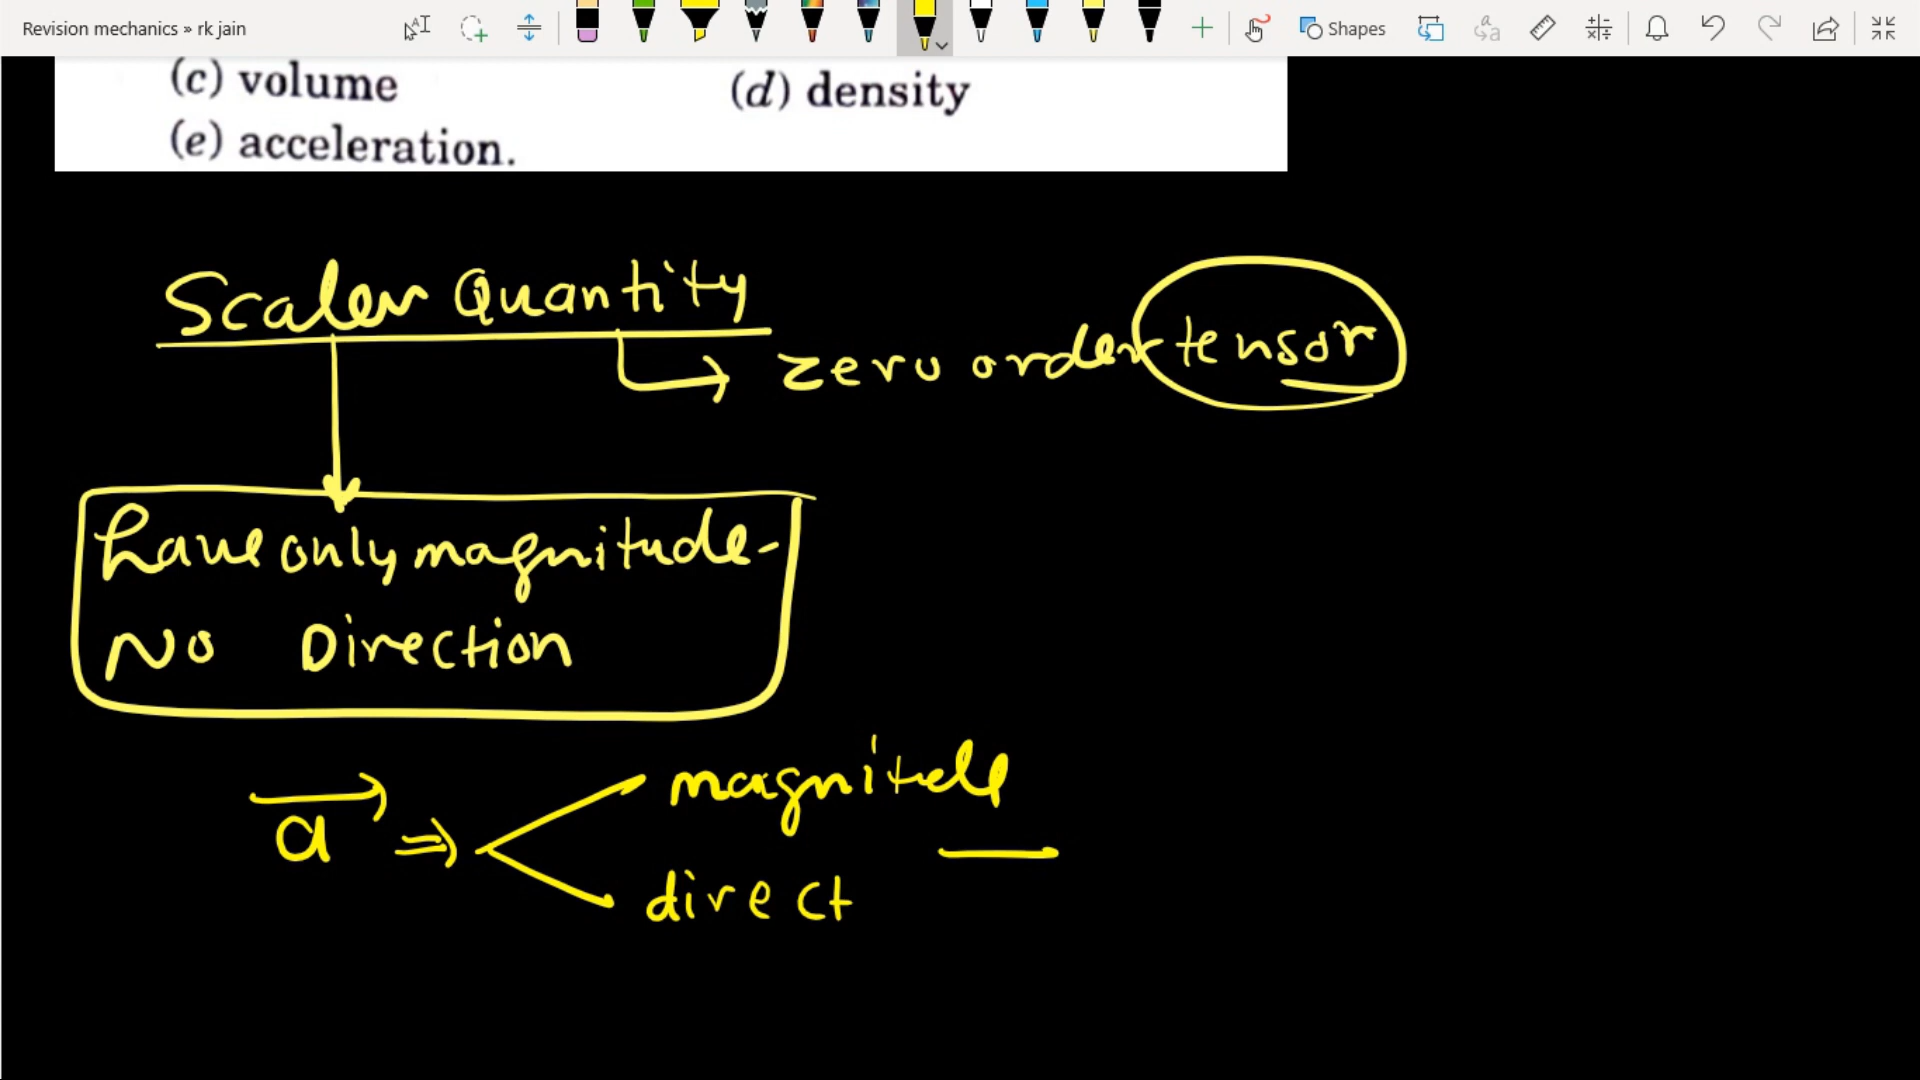 Revision mechanics » rk jain
Shapes
(c) volume (d) density
(e) acceleration.
Scaler Quantity
zero order tensor
have only magnitude-
No Direction
a ⇒ magnitude
direct